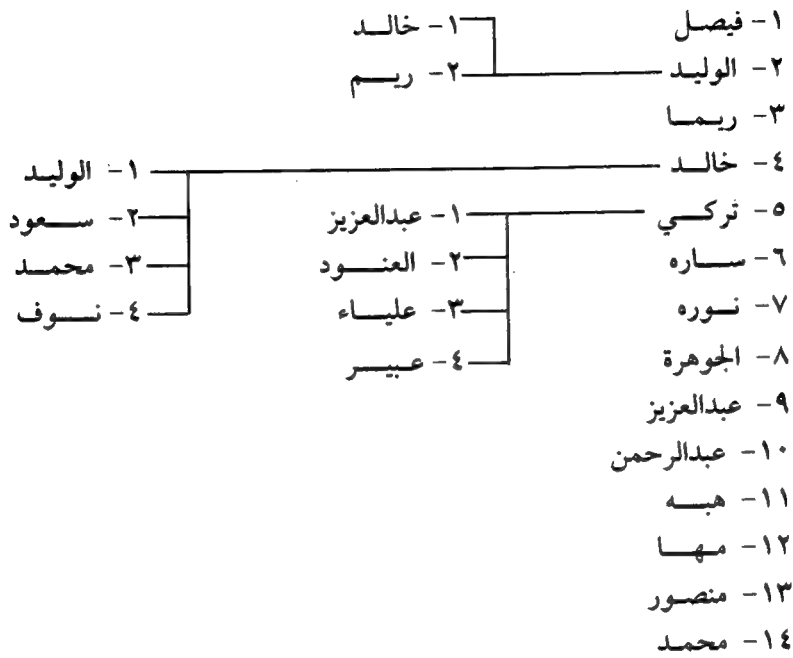 ١- فيصل
٢- الوليد
٣- ريما
٤- خالد
٥- تركي
٦- ساره
٧- نوره
٨- الجوهرة
٩- عبدالعزيز
١٠- عبدالرحمن
١١- هبه
١٢- مها
١٣- منصور
١٤- محمد
١- خالد
٢- ريم
١- عبدالعزيز
٢- العنود
٣- علياء
٤- عبير
١- الوليد
٢- سعود
٣- محمد
٤- نوف